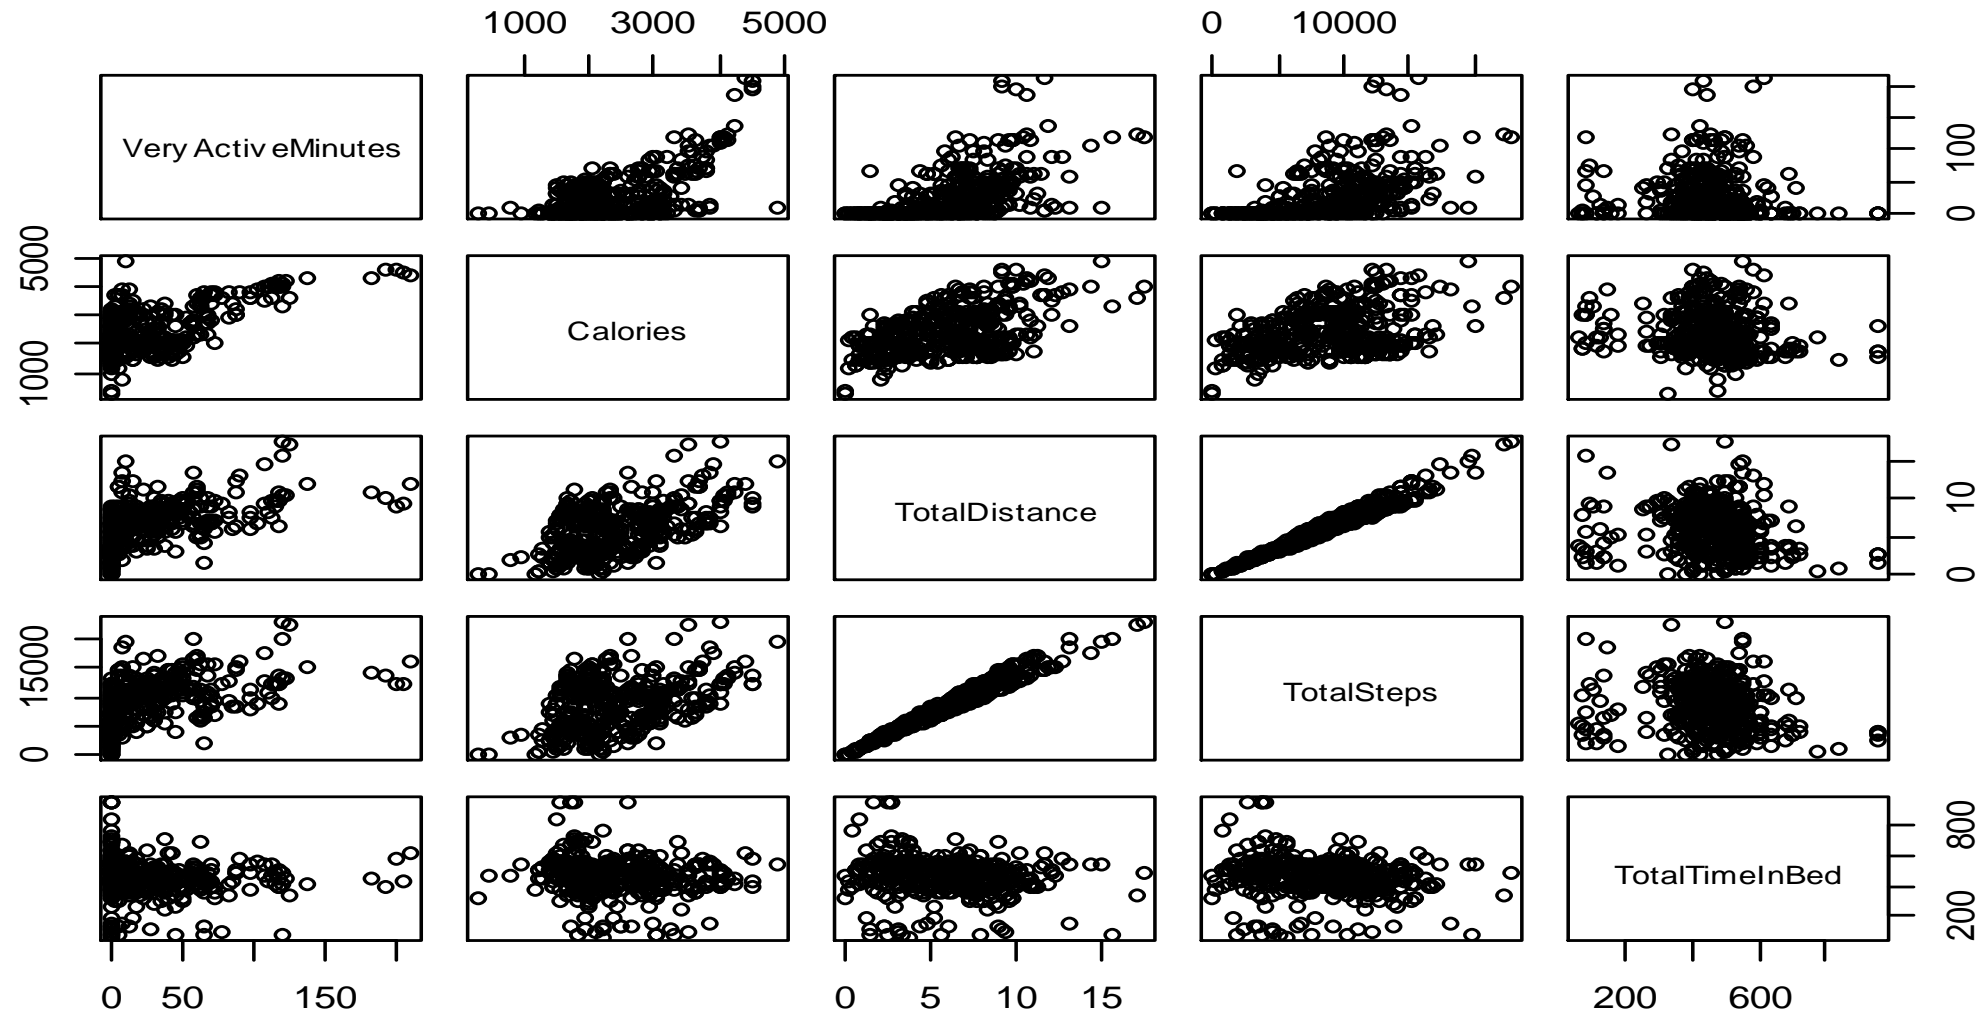 1000 3000 5000
0 10000
Very Activ eMinutes
0 100
1000 5000
Calories
TotalDistance
0 10
0 15000
TotalSteps
TotalTimeInBed
200 800
0 50 150
0 5 10 15
200 600